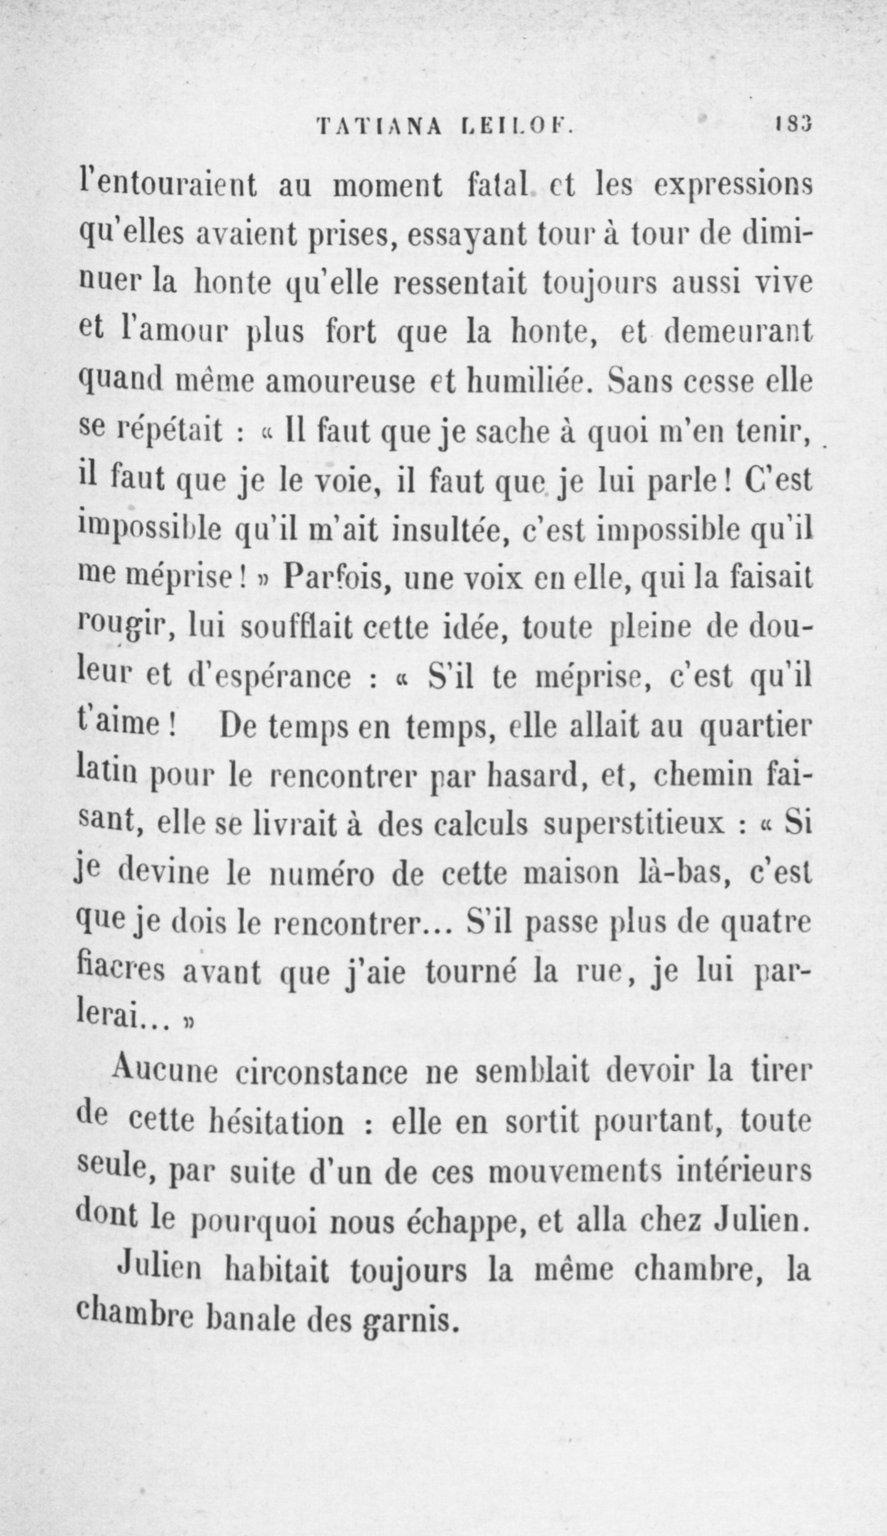 TATIANA LEILOF. 183
l'entouraient au moment fatal et les expressions
qu'elles avaient prises, essayant tour à tour de dimi-
nuer la honte qu'elle ressentait toujours aussi vive
et l'amour plus fort que la honte, et demeurant
quand même amoureuse et humiliée. Sans cesse elle
se répétait : « Il faut que je sache à quoi m'en tenir,
il faut que je le voie, il faut que je lui parle ! C'est
impossible qu'il m'ait insultée, c'est impossible qu'il
me méprise ! » Parfois, une voix en elle, qui la faisait
rougir, lui soufflait cette idée, toute pleine de dou-
leur et d'espérance : « S'il te méprise, c'est qu'il
t'aime ! De temps en temps, elle allait au quartier
latin pour le rencontrer par hasard, et, chemin fai-
sant, elle se livrait à des calculs superstitieux : « Si
je devine le numéro de cette maison là-bas, c'est
que je dois le rencontrer... S'il passe plus de quatre
fiacres avant que j'aie tourné la rue, je lui par-
lerai... »
Aucune circonstance ne semblait devoir la tirer
de cette hésitation : elle en sortit pourtant, toute
seule, par suite d'un de ces mouvements intérieurs
dont le pourquoi nous échappe, et alla chez Julien.
Julien habitait toujours la même chambre, la
chambre banale des garnis.